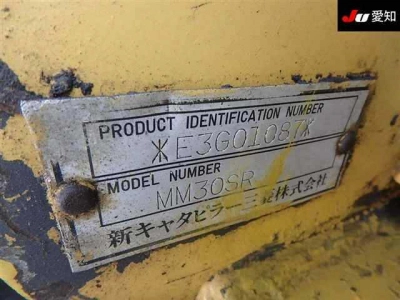 JU 愛知
PRODUCT IDENTIFICATION NUMBER
*E3G01087*
MODEL NUMBER
MM30SR
新キャタピラー三菱株式会社